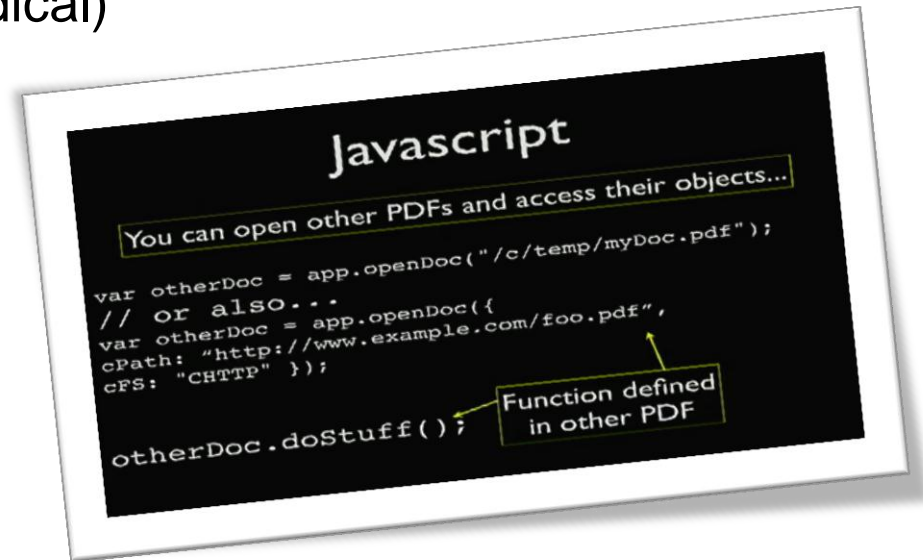 dical)
Javascript
You can open other PDFs and access their objects...
var otherDoc = app.openDoc("/c/temp/myDoc.pdf");
// or also...
var otherDoc = app.openDoc({
cPath: "http://www.example.com/foo.pdf",
cFS: "CHTTP" });
Function defined
in other PDF
otherDoc.doStuff();